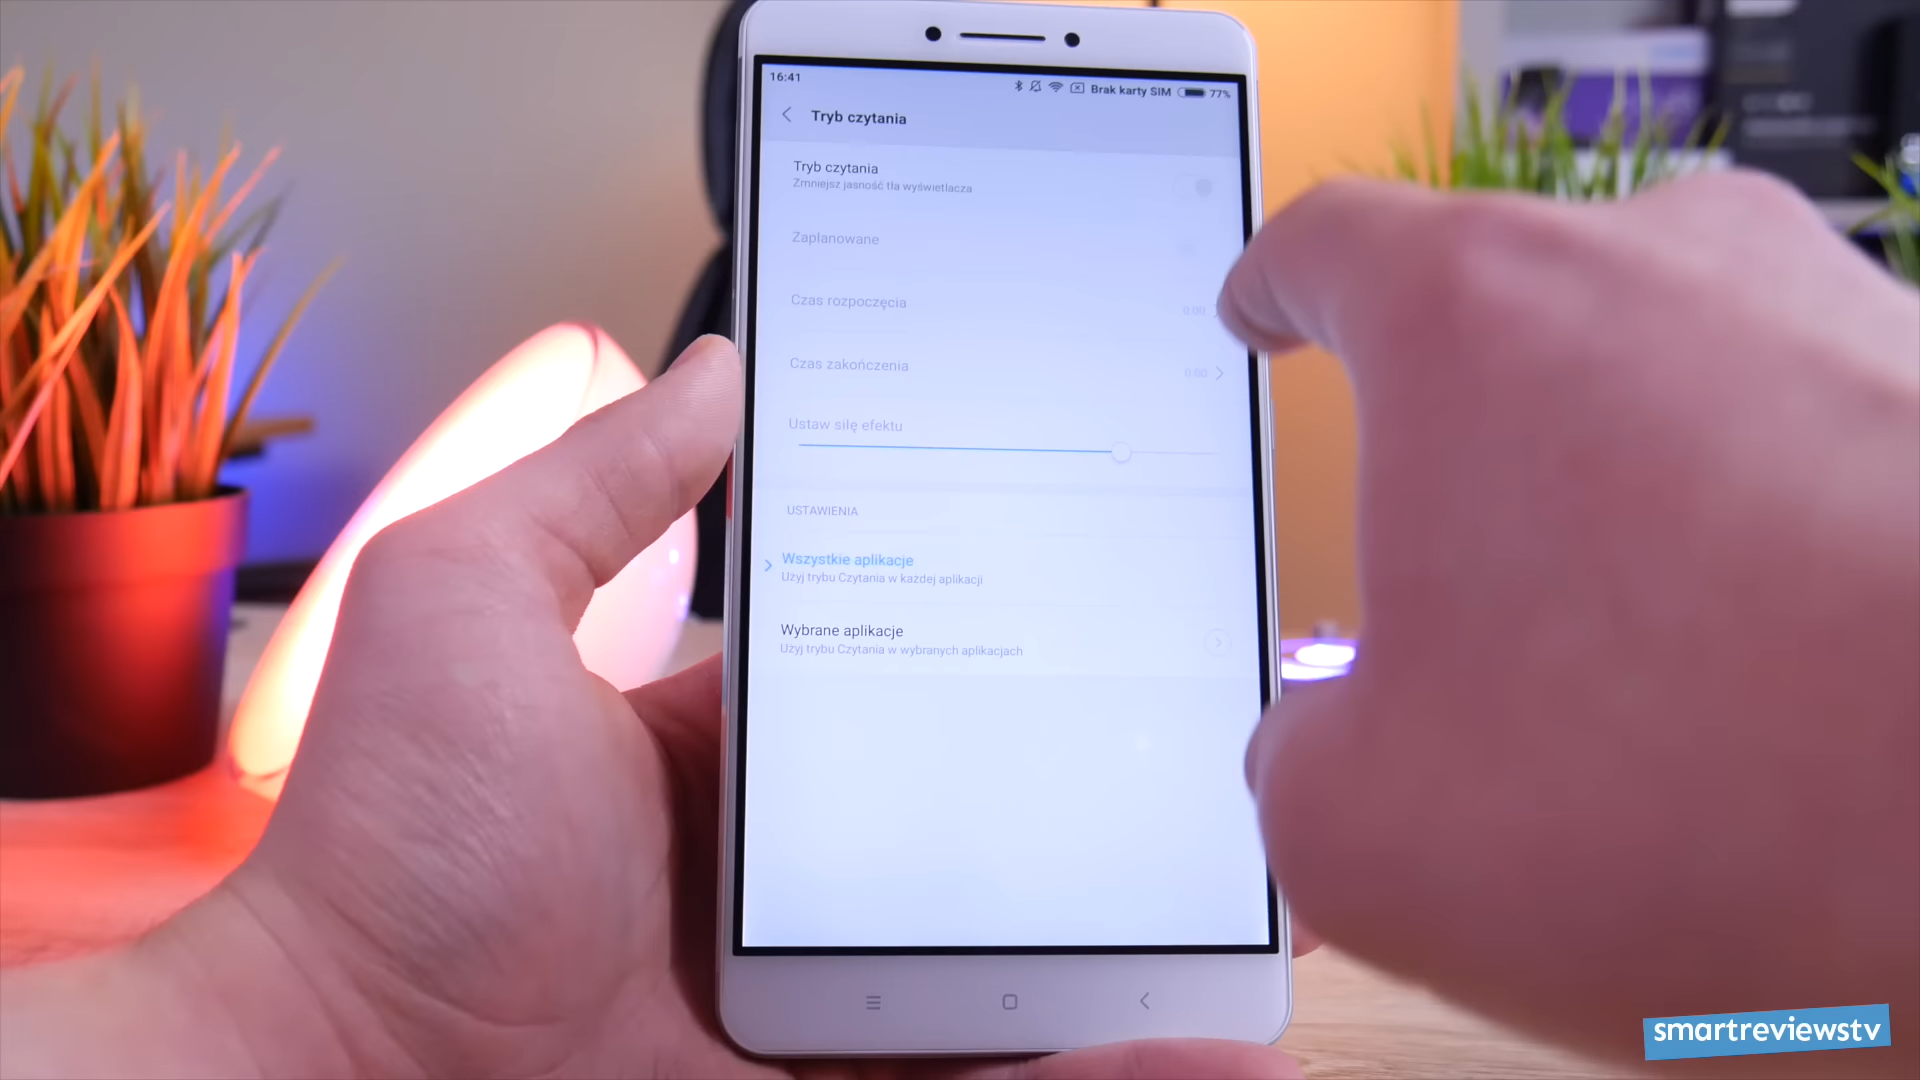 16:41
Brak karty SIM 77%
Tryb czytania
Tryb czytania
Zmniejsz jasność tła wyświetlacza
Zaplanowane
Czas rozpoczęcia
0:00
Czas zakończenia
0:00
Ustaw siłę efektu
USTAWIENIA
Wszystkie aplikacje
Użyj trybu Czytania w każdej aplikacji
Wybrane aplikacje
Użyj trybu Czytania w wybranych aplikacjach
smartreviewstv